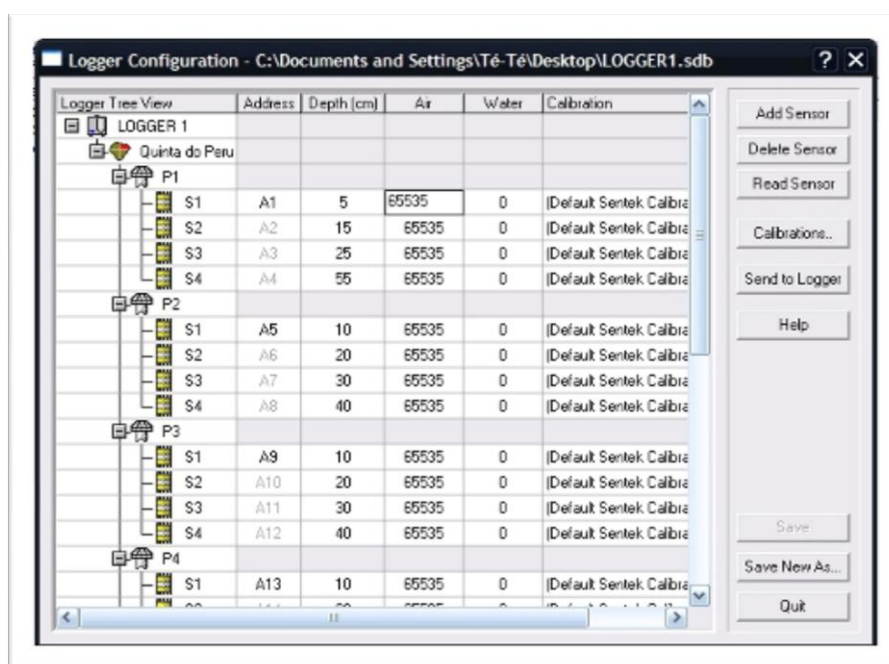 Logger Configuration - C:\Documents and Settings\Té-Té\Desktop\LOGGER1.sdb
Logger Tree View Address Depth (cm) Air Water Calibration
LOGGER 1
Quinta do Peru
P1
S1 A1 5 65535 0 (Default Sentek Calibra
S2 A2 15 65535 0 (Default Sentek Calibra
S3 A3 25 65535 0 (Default Sentek Calibra
S4 A4 55 65535 0 (Default Sentek Calibra
P2
S1 A5 10 65535 0 (Default Sentek Calibra
S2 A6 20 65535 0 (Default Sentek Calibra
S3 A7 30 65535 0 (Default Sentek Calibra
S4 A8 40 65535 0 (Default Sentek Calibra
P3
S1 A9 10 65535 0 (Default Sentek Calibra
S2 A10 20 65535 0 (Default Sentek Calibra
S3 A11 30 65535 0 (Default Sentek Calibra
S4 A12 40 65535 0 (Default Sentek Calibra
P4
S1 A13 10 65535 0 (Default Sentek Calibra
Add Sensor
Delete Sensor
Read Sensor
Calibrations..
Send to Logger
Help
Save
Save New As...
Quit